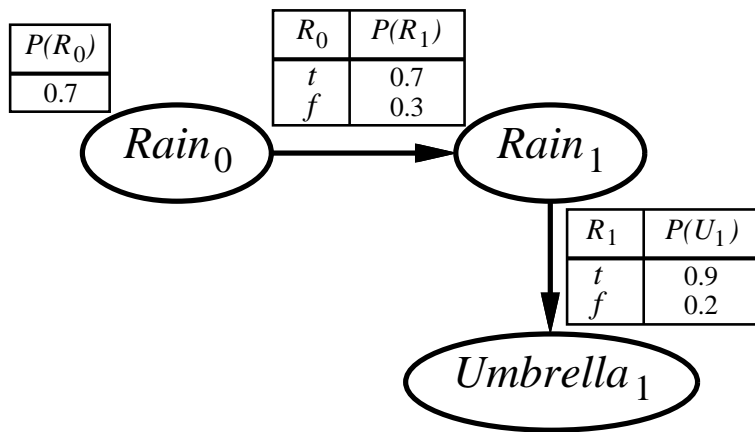 P(R0)
0.7
R0 P(R1)
t 0.7
f 0.3
Rain0
Rain1
R1 P(U1)
t 0.9
f 0.2
Umbrella1